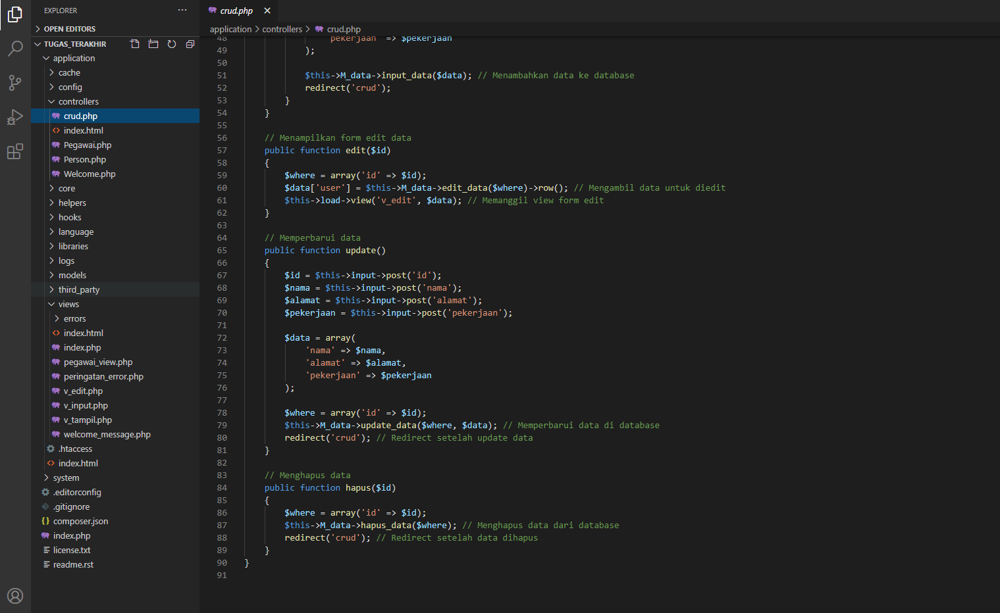 EXPLORER
···
OPEN EDITORS
TUGAS_TERAKHIR
application
cache
config
controllers
crud.php
index.html
Pegawai.php
Person.php
Welcome.php
core
helpers
hooks
language
libraries
logs
models
third_party
views
errors
index.html
index.php
pegawai_view.php
peringatan_error.php
v_edit.php
v_input.php
v_tampil.php
welcome_message.php
.htaccess
index.html
system
.editorconfig
.gitignore
composer.json
index.php
license.txt
readme.rst
crud.php
application > controllers > crud.php
48 'pekerjaan' => $pekerjaan
49 );
50
51 $this->M_data->input_data($data); // Menambahkan data ke database
52 redirect('crud');
53 }
54 }
55
56 // Menampilkan form edit data
57 public function edit($id)
58 {
59 $where = array('id' => $id);
60 $data['user'] = $this->M_data->edit_data($where)->row(); // Mengambil data untuk diedit
61 $this->load->view('v_edit', $data); // Memanggil view form edit
62 }
63
64 // Memperbarui data
65 public function update()
66 {
67 $id = $this->input->post('id');
68 $nama = $this->input->post('nama');
69 $alamat = $this->input->post('alamat');
70 $pekerjaan = $this->input->post('pekerjaan');
71
72 $data = array(
73 'nama' => $nama,
74 'alamat' => $alamat,
75 'pekerjaan' => $pekerjaan
76 );
77
78 $where = array('id' => $id);
79 $this->M_data->update_data($where, $data); // Memperbarui data di database
80 redirect('crud'); // Redirect setelah update data
81 }
82
83 // Menghapus data
84 public function hapus($id)
85 {
86 $where = array('id' => $id);
87 $this->M_data->hapus_data($where); // Menghapus data dari database
88 redirect('crud'); // Redirect setelah data dihapus
89 }
90 }
91